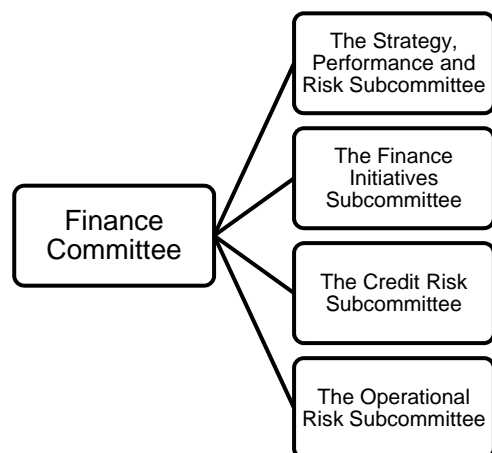 The Strategy,
Performance and
Risk Subcommittee
The Finance
Initiatives
Subcommittee
Finance
Committee
The Credit Risk
Subcommittee
The Operational
Risk Subcommittee